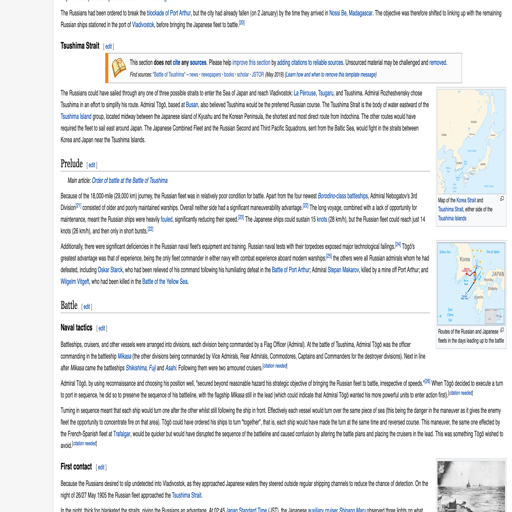 The Russians had been ordered to break the blockade of Port Arthur, but the city had already fallen (on 2 January) by the time they arrived in Nossi Be, Madagascar. The objective was therefore shifted to linking up with the remaining
Russian ships stationed in the port of Vladivostok, before bringing the Japanese fleet to battle.[20]
Tsushima Strait [edit]
This section does not cite any sources. Please help improve this section by adding citations to reliable sources. Unsourced material may be challenged and removed.
Find sources: "Battle of Tsushima" – news · newspapers · books · scholar · JSTOR (May 2019) (Learn how and when to remove this template message)
The Russians could have sailed through any one of three possible straits to enter the Sea of Japan and reach Vladivostok: La Pérouse, Tsugaru, and Tsushima. Admiral Rozhestvensky chose
Tsushima in an effort to simplify his route. Admiral Tōgō, based at Busan, also believed Tsushima would be the preferred Russian course. The Tsushima Strait is the body of water eastward of the
Tsushima Island group, located midway between the Japanese island of Kyushu and the Korean Peninsula, the shortest and most direct route from Indochina. The other routes would have
required the fleet to sail east around Japan. The Japanese Combined Fleet and the Russian Second and Third Pacific Squadrons, sent from the Baltic Sea, would fight in the straits between
Korea and Japan near the Tsushima Islands.
Map of the Korea Strait and
Tsushima Strait, either side of the
Tsushima Islands
Prelude [edit]
Main article: Order of battle at the Battle of Tsushima
Because of the 18,000-mile (29,000 km) journey, the Russian fleet was in relatively poor condition for battle. Apart from the four newest Borodino-class battleships, Admiral Nebogatov's 3rd
Division consisted of older and poorly maintained warships. Overall neither side had a significant maneuverability advantage. The long voyage, combined with a lack of opportunity for
maintenance, meant the Russian ships were heavily fouled, significantly reducing their speed. The Japanese ships could sustain 15 knots (28 km/h), but the Russian fleet could reach just 14
knots (26 km/h), and then only in short bursts.
Additionally, there were significant deficiencies in the Russian naval fleet's equipment and training. Russian naval tests with their torpedoes exposed major technological failings. Tōgō's
greatest advantage was that of experience, being the only fleet commander in either navy with combat experience aboard modern warships: the others were all Russian admirals whom he had
defeated, including Oskar Starck, who had been relieved of his command following his humiliating defeat in the Battle of Port Arthur; Admiral Stepan Makarov, killed by a mine off Port Arthur; and
Wilgelm Vitgeft, who had been killed in the Battle of the Yellow Sea.
Korea
JAPAN
Routes of the Russian and Japanese
fleets in the days leading up to the battle
Battle [edit]
Naval tactics [edit]
Battleships, cruisers, and other vessels were arranged into divisions, each division being commanded by a Flag Officer (Admiral). At the battle of Tsushima, Admiral Tōgō was the officer
commanding in the battleship Mikasa (the other divisions being commanded by Vice Admirals, Rear Admirals, Commodores, Captains and Commanders for the destroyer divisions). Next in line
after Mikasa came the battleships Shikishima, Fuji and Asahi. Following them were two armoured cruisers.[citation needed]
Admiral Tōgō, by using reconnaissance and choosing his position well, "secured beyond reasonable hazard his strategic objective of bringing the Russian fleet to battle, irrespective of speeds." When Tōgō decided to execute a turn
to port in sequence, he did so to preserve the sequence of his battleline, with the flagship Mikasa still in the lead (which could indicate that Admiral Tōgō wanted his more powerful units to enter action first).[citation needed]
Turning in sequence meant that each ship would turn one after the other whilst still following the ship in front. Effectively each vessel would turn over the same piece of sea (this being the danger in the maneuver as it gives the enemy
fleet the opportunity to concentrate fire on that area). Tōgō could have ordered his ships to turn "together", that is, each ship would have made the turn at the same time and reversed course. This maneuver, the same one effected by
the French-Spanish fleet at Trafalgar, would be quicker but would have disrupted the sequence of the battleline and caused confusion by altering the battle plans and placing the cruisers in the lead. This was something Tōgō wished to
avoid.[citation needed]
First contact [edit]
Because the Russians desired to slip undetected into Vladivostok, as they approached Japanese waters they steered outside regular shipping channels to reduce the chance of detection. On the
night of 26/27 May 1905 the Russian fleet approached the Tsushima Strait.
In the night, thick fog blanketed the straits, giving the Russians an advantage. At 02:45 Japan Standard Time (JST), the Japanese auxiliary cruiser Shinano Maru observed three lights on what